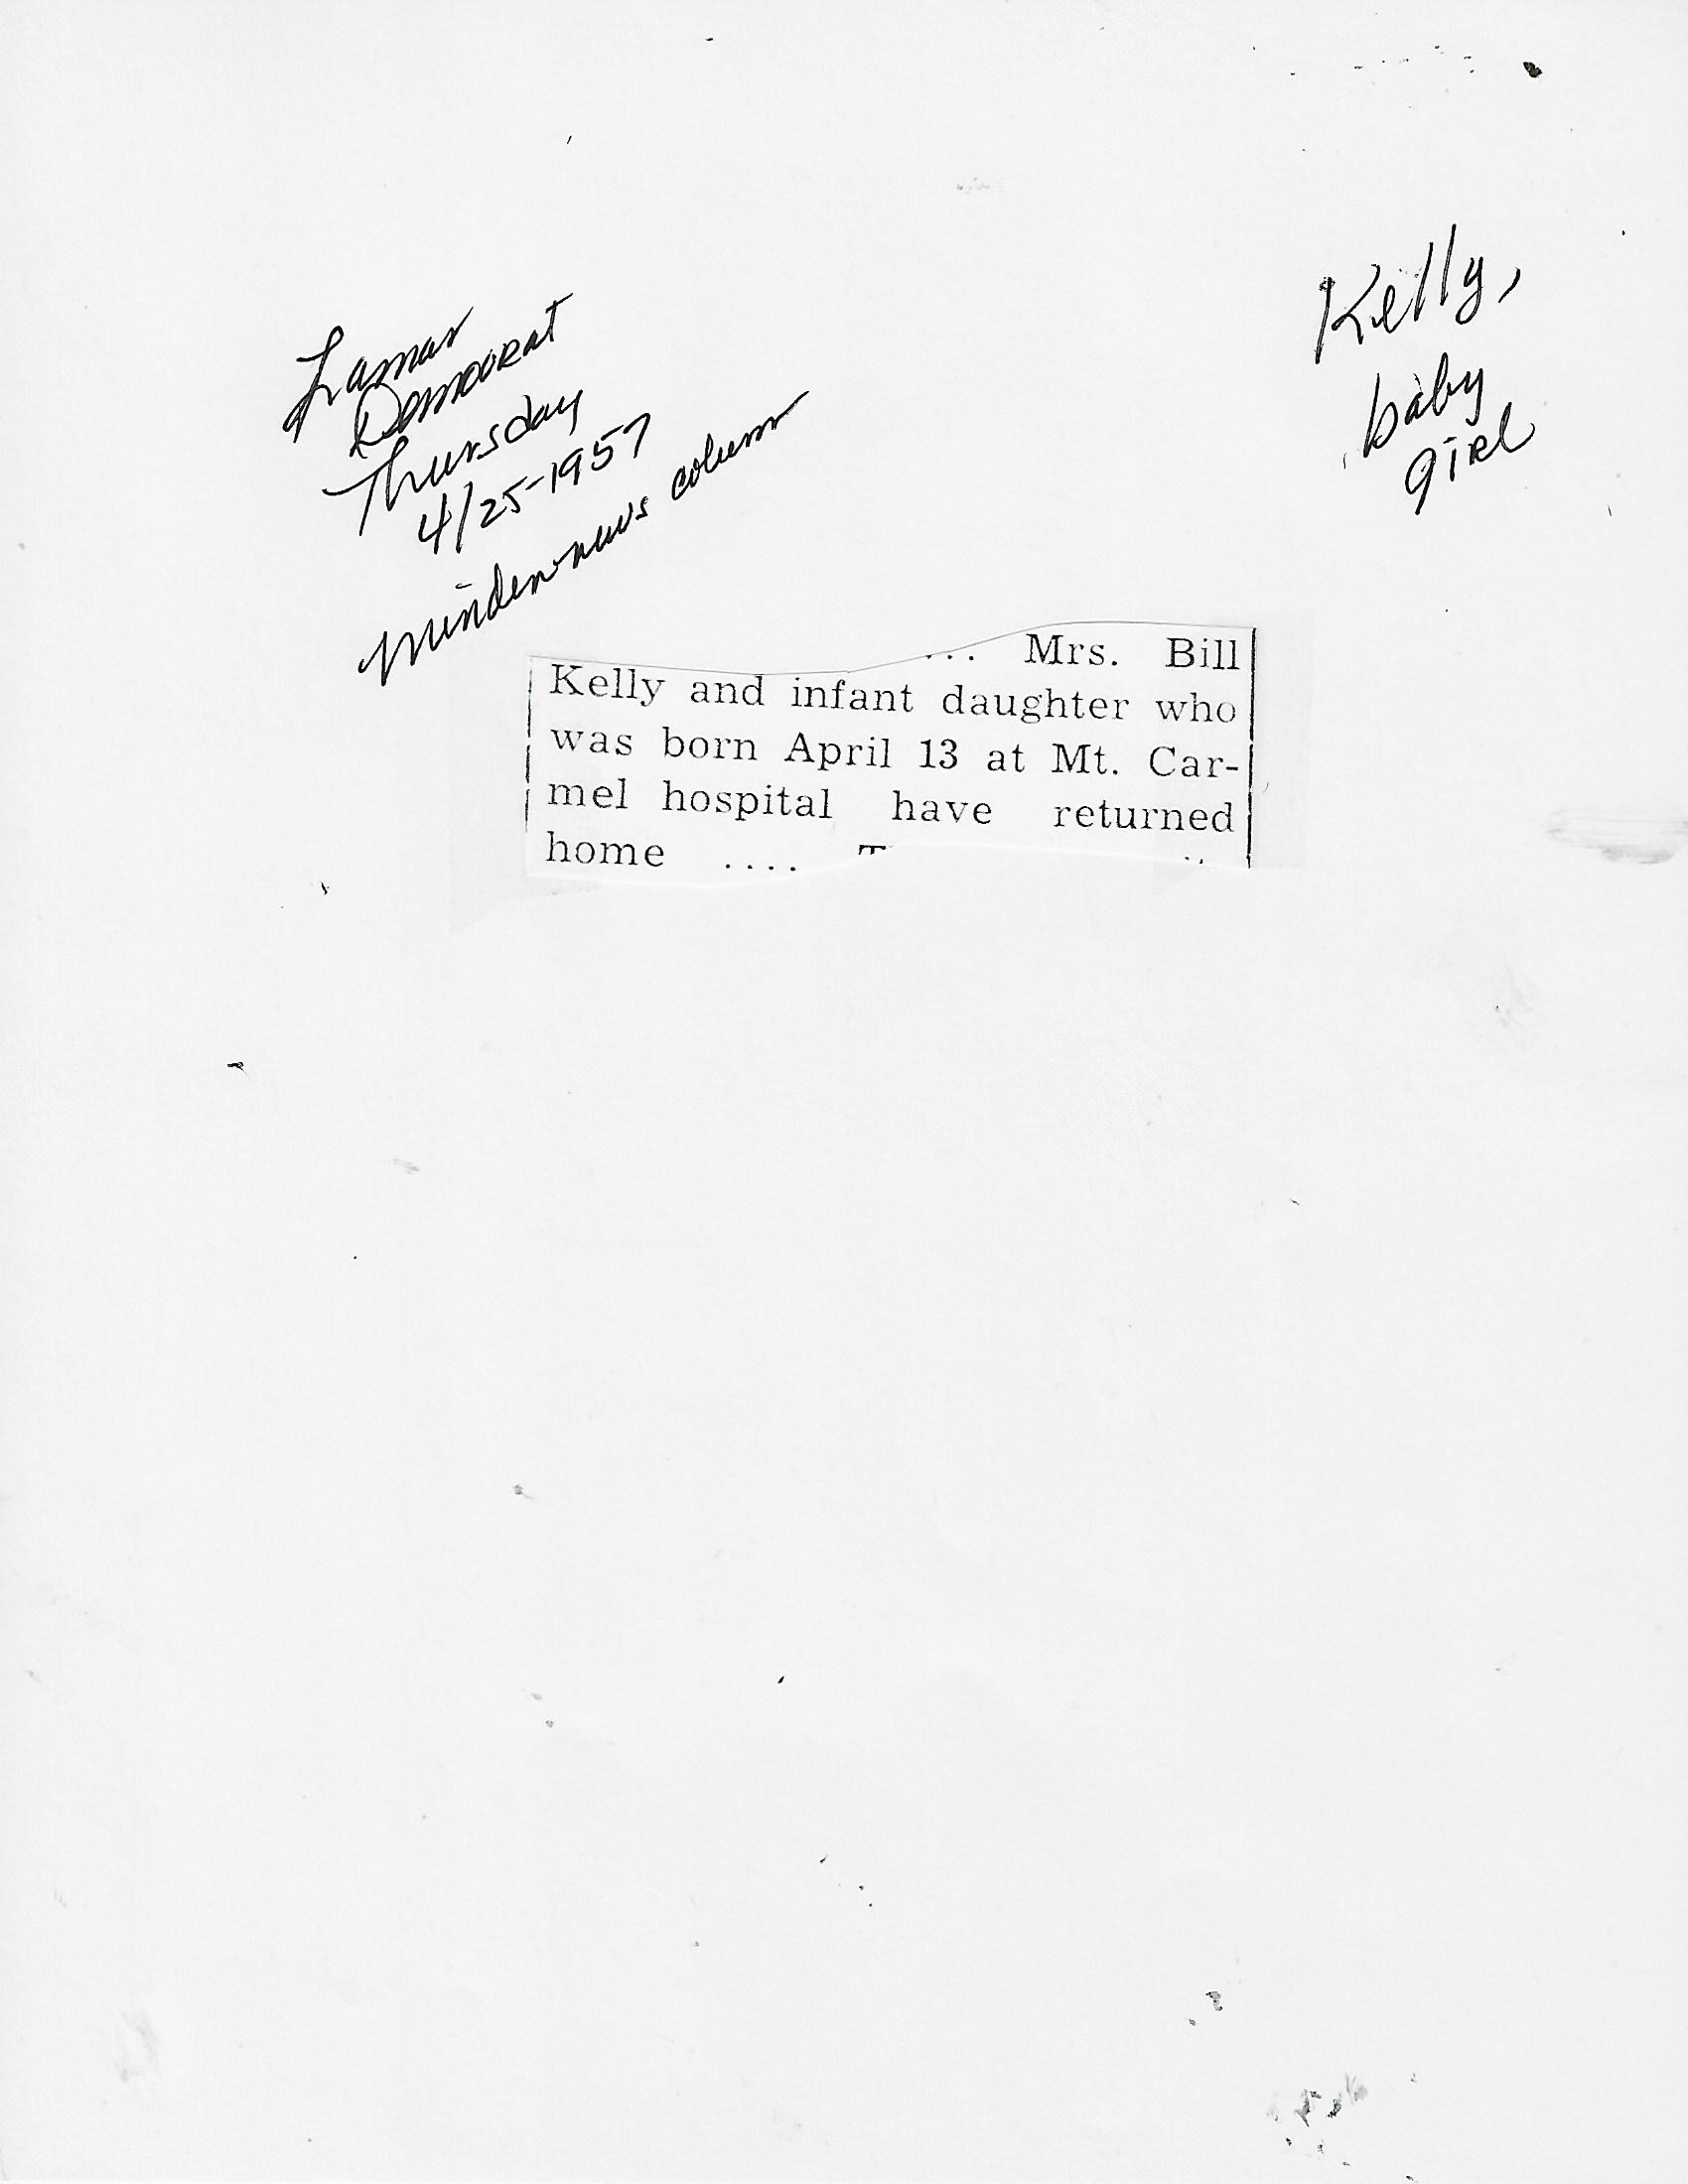 Lamar
Democrat
Thursday
4/25-1957
Minden news column
Kelly,
baby
girl
... Mrs. Bill
Kelly and infant daughter who
was born April 13 at Mt. Car-
mel hospital have returned
home ....